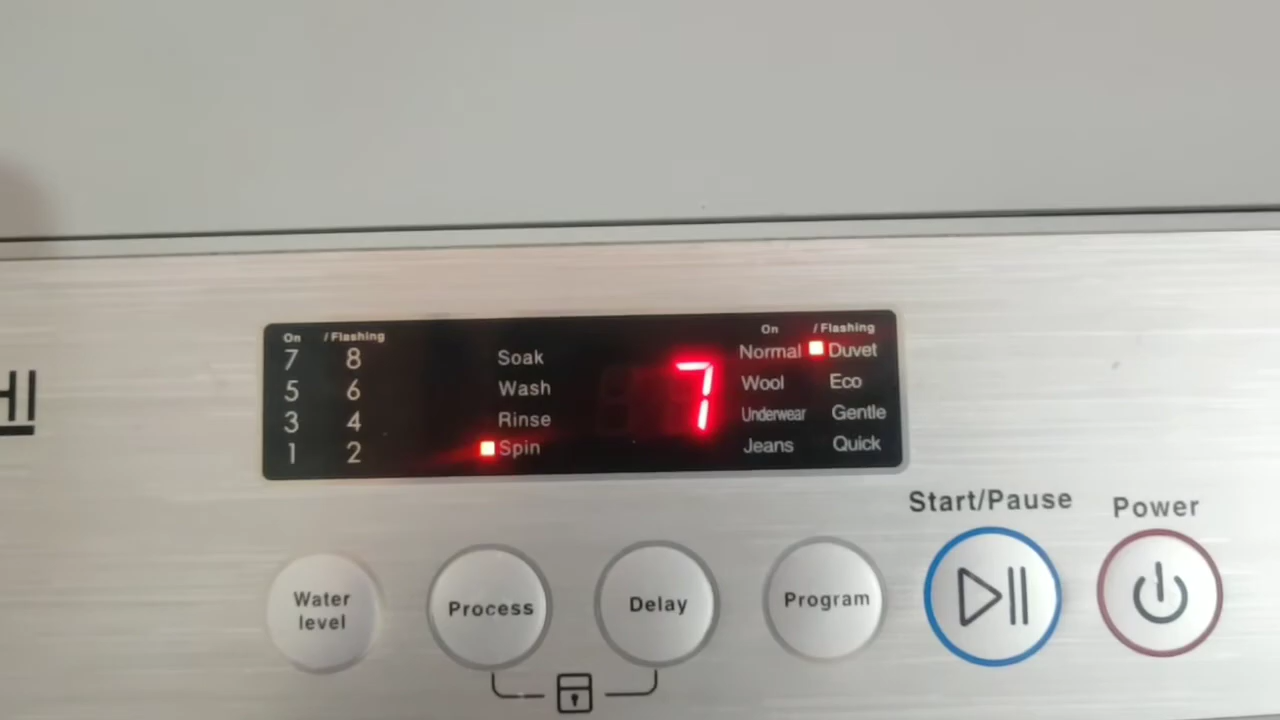 HI
On /Flashing
7 8
5 6
3 4
1 2
Soak
Wash
Rinse
Spin
7
On /Flashing
Normal Duvet
Wool Eco
Underwear Gentle
Jeans Quick
Start/Pause
Power
Water
level
Process
Delay
Program